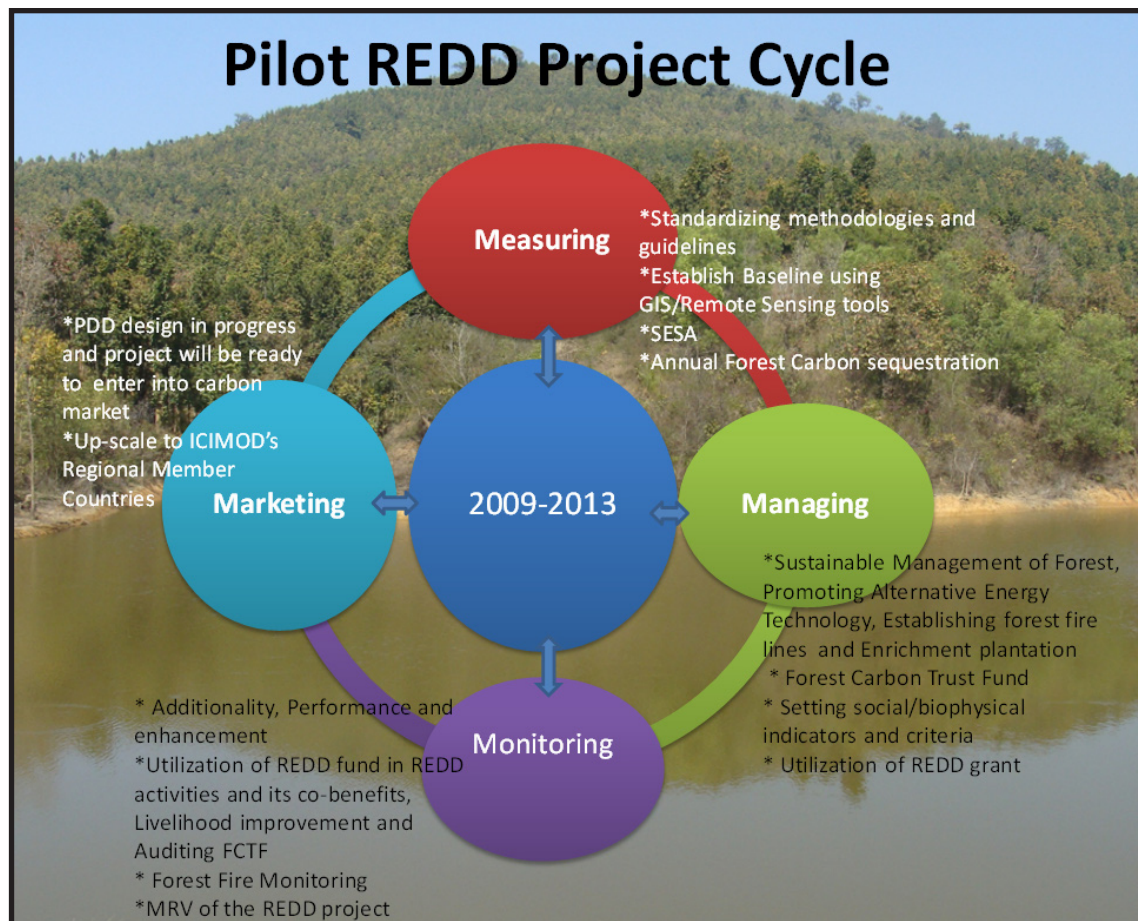 Pilot REDD Project Cycle
Measuring
*Standardizing methodologies and
guidelines
*Establish Baseline using
GIS/Remote Sensing tools
*SESA
*Annual Forest Carbon sequestration
*PDD design in progress
and project will be ready
to enter into carbon
market
*Up-scale to ICIMOD's
Regional Member
Countries
Marketing
2009-2013
Managing
*Sustainable Management of Forest,
Promoting Alternative Energy
Technology, Establishing forest fire
lines and Enrichment plantation
* Forest Carbon Trust Fund
* Setting social/biophysical
indicators and criteria
* Utilization of REDD grant
Monitoring
* Additionality, Performance and
enhancement
*Utilization of REDD fund in REDD
activities and its co-benefits,
Livelihood improvement and
Auditing FCTF
* Forest Fire Monitoring
*MRV of the REDD project